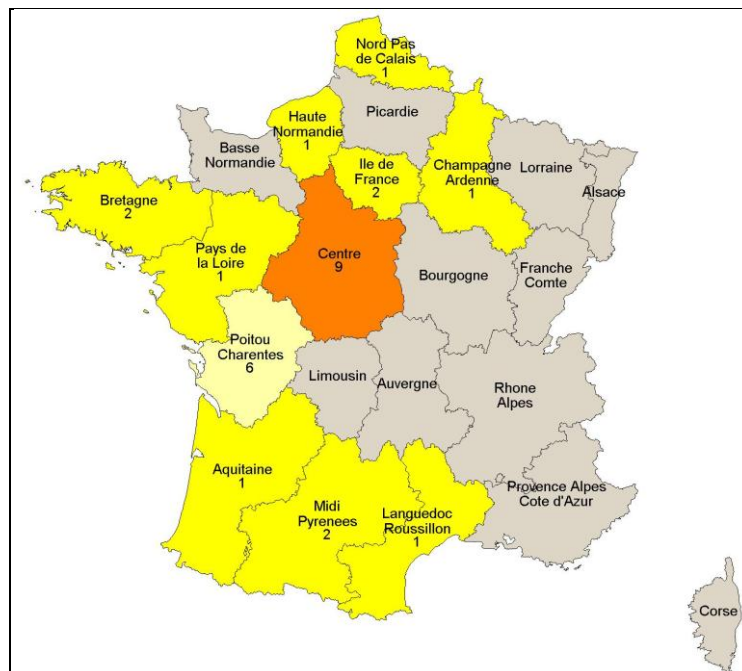 Nord Pas
de Calais
1
Picardie
Haute
Normandie
1
Basse
Normandie
Ile de
France
2
Champagne
Ardenne
1
Lorraine
Alsace
Bretagne
2
Pays de
la Loire
1
Centre
9
Bourgogne
Franche
Comte
Poitou
Charentes
6
Limousin
Auvergne
Rhone
Alpes
Aquitaine
1
Midi
Pyrenees
2
Languedoc
Roussillon
1
Provence Alpes
Cote d'Azur
Corse